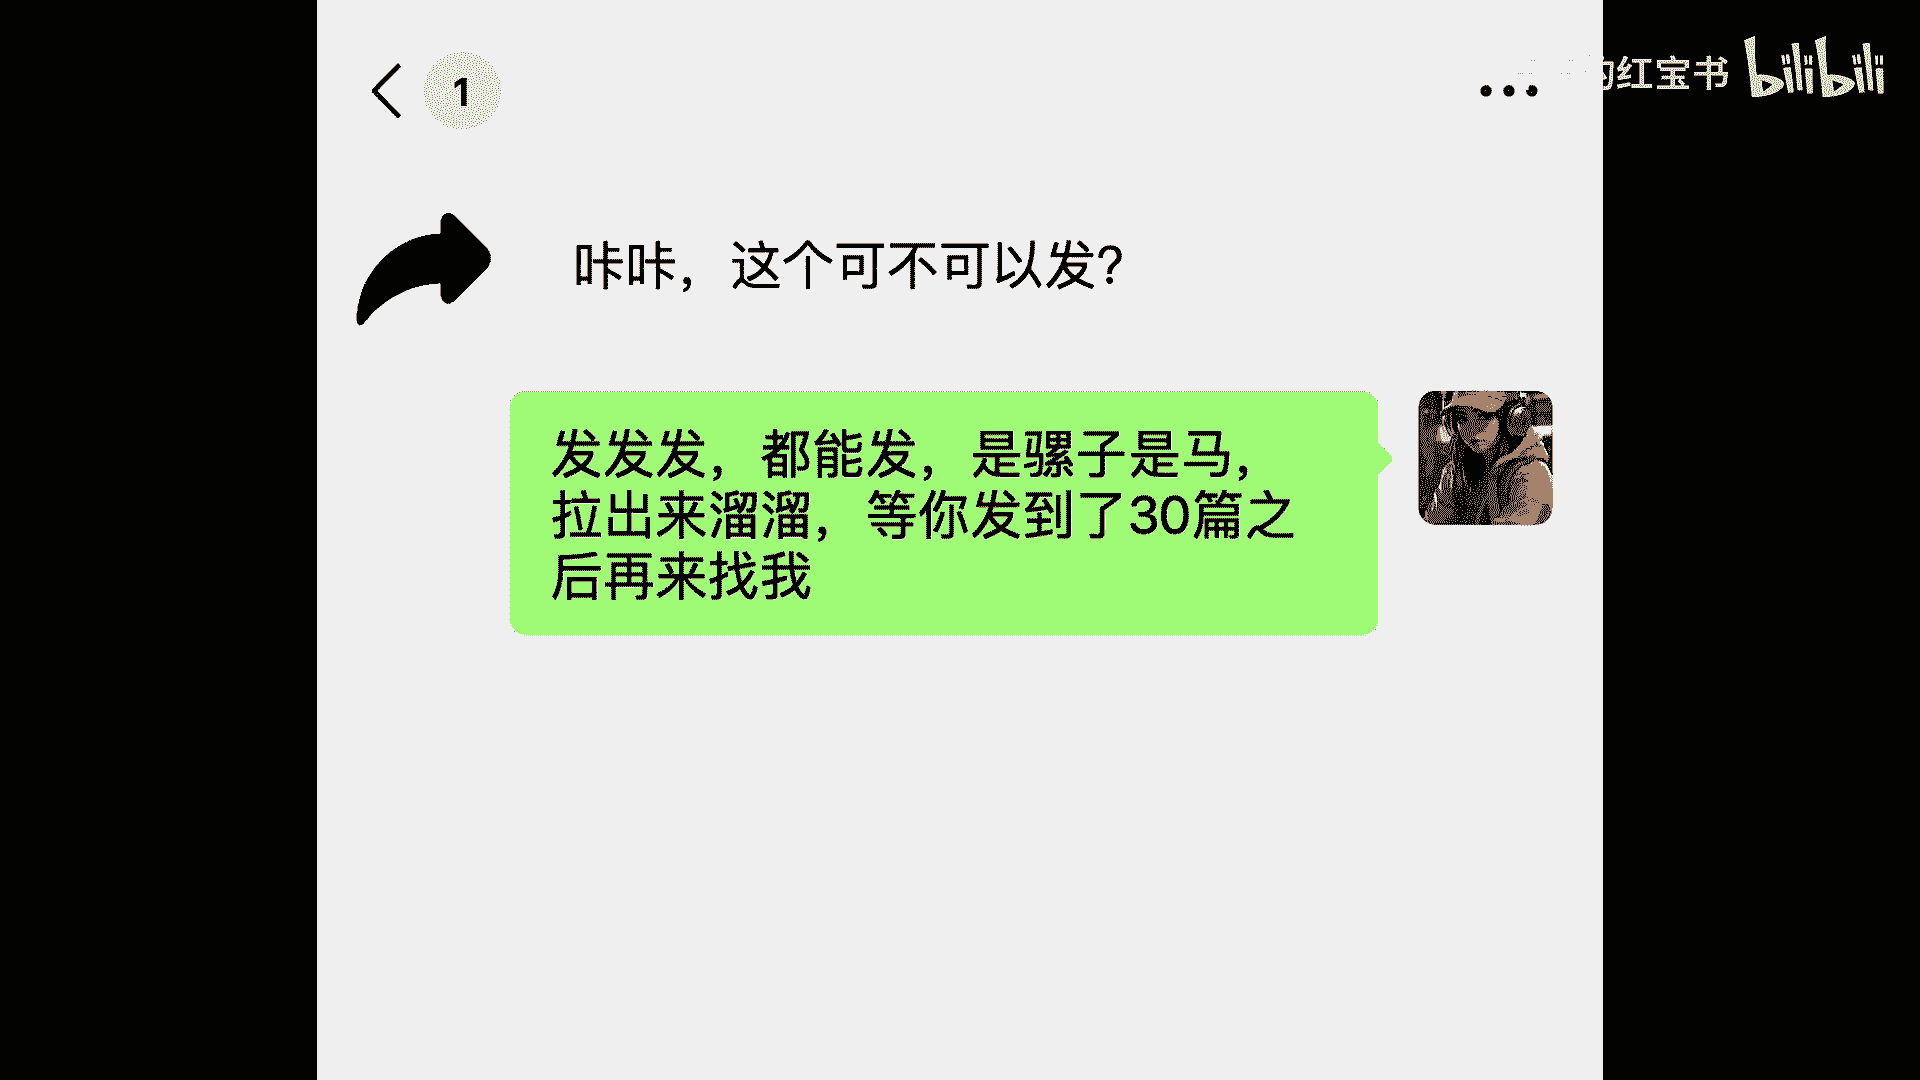 1
的红宝书 bilibili
咔咔，这个可不可以发？
发发发，都能发，是骡子是马，
拉出来溜溜，等你发到了30篇之
后再来找我